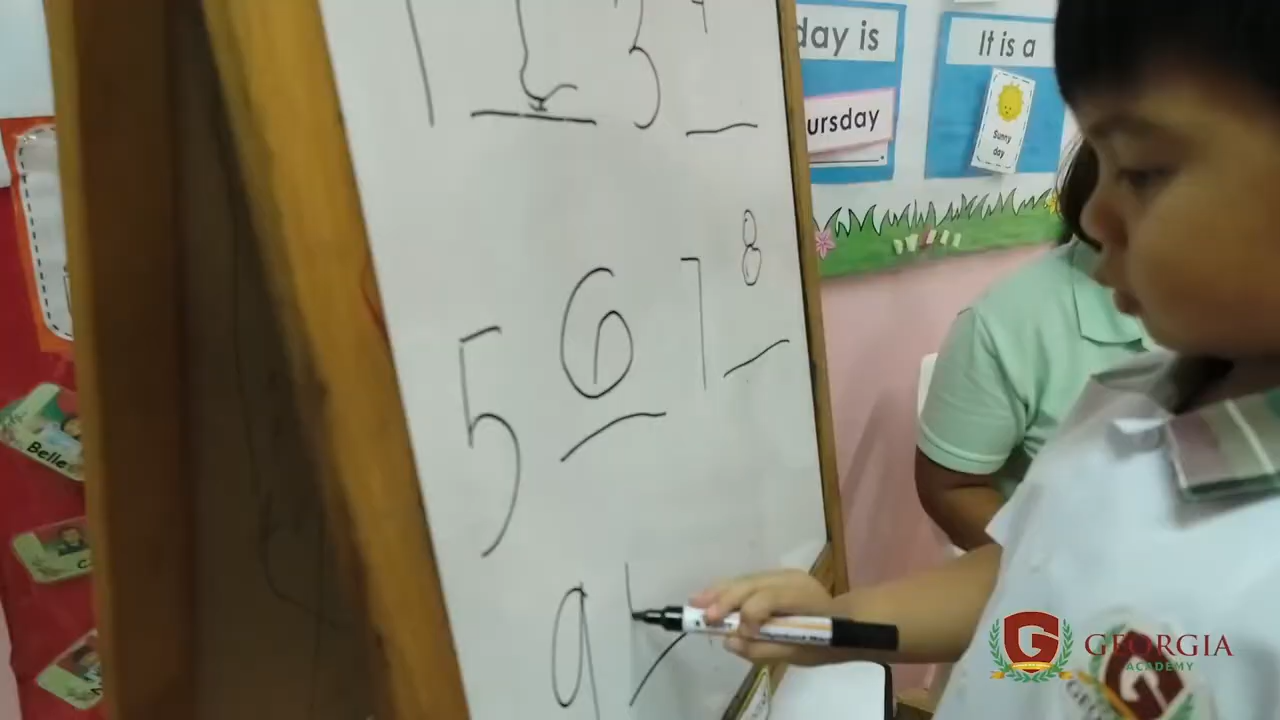 1 2 3 4
5 6 7 8
9 1
day is
ursday
It is a
Sunny
day
Belle
GEORGIA
ACADEMY